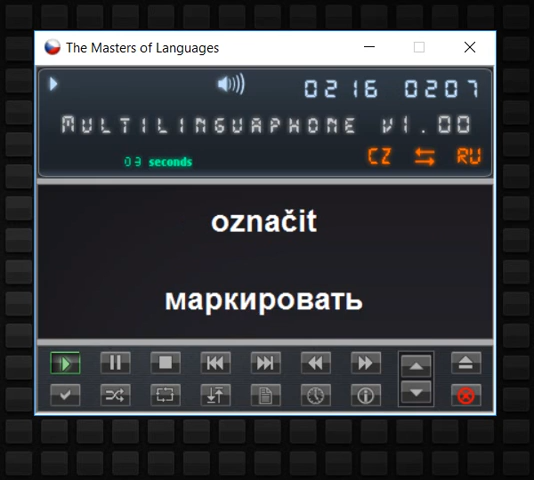 The Masters of Languages
0216 0207
MULTILINGUAPHONE v1.00
03 seconds
CZ RU
označit
маркировать